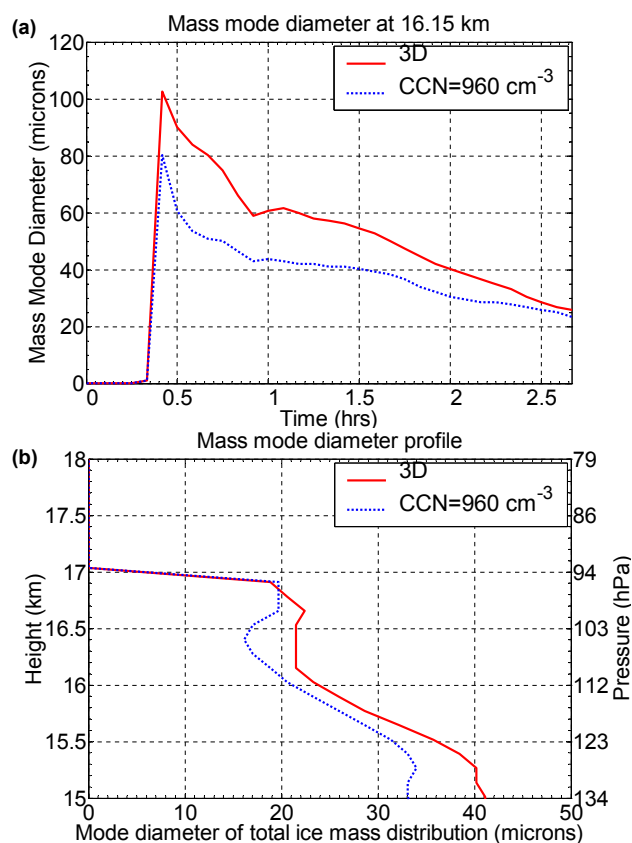 (a)
Mass mode diameter at 16.15 km
120
100
80
60
40
20
0
Mass Mode Diameter (microns)
3D
CCN=960 cm-3
0 0.5 1 1.5 2 2.5
Time (hrs)
(b)
Mass mode diameter profile
18
17.5
17
16.5
16
15.5
15
Height (km)
3D
CCN=960 cm-3
79
86
94
103
112
123
134
Pressure (hPa)
0 10 20 30 40 50
Mode diameter of total ice mass distribution (microns)